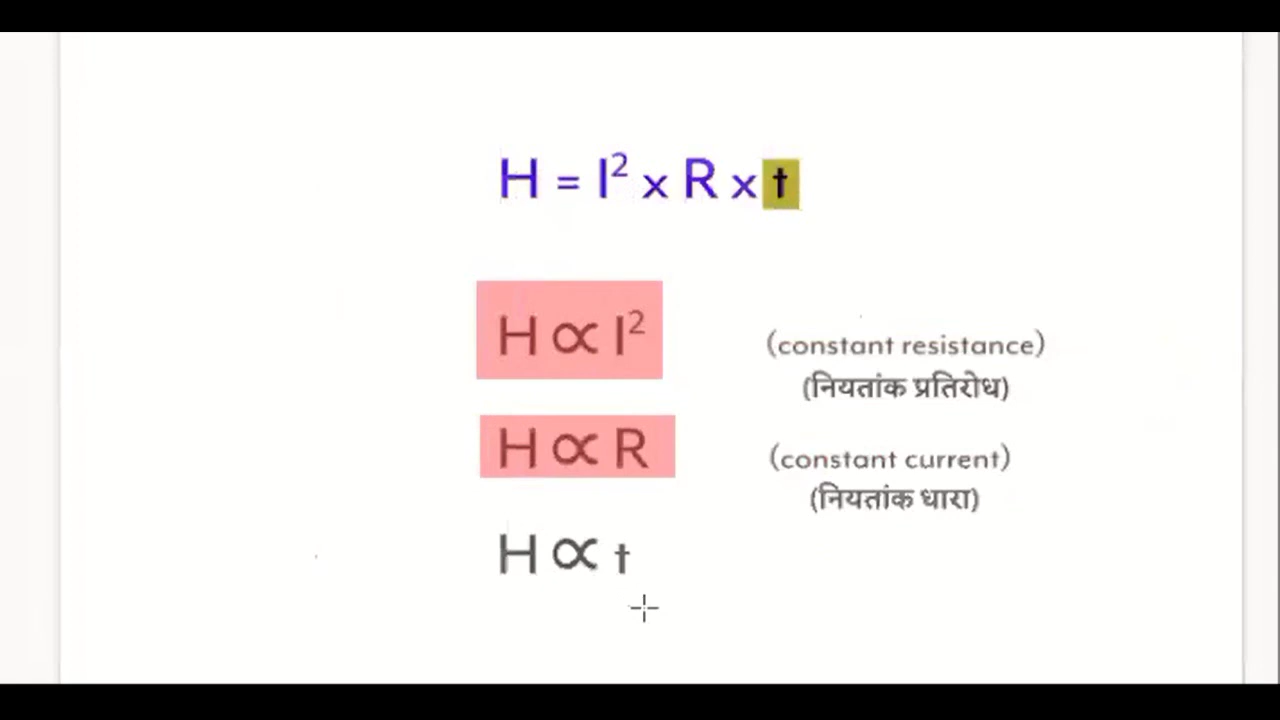 H = I² x R x t
H ∝ I²
(constant resistance)
(नियतांक प्रतिरोध)
H ∝ R
(constant current)
(नियतांक धारा)
H ∝ t